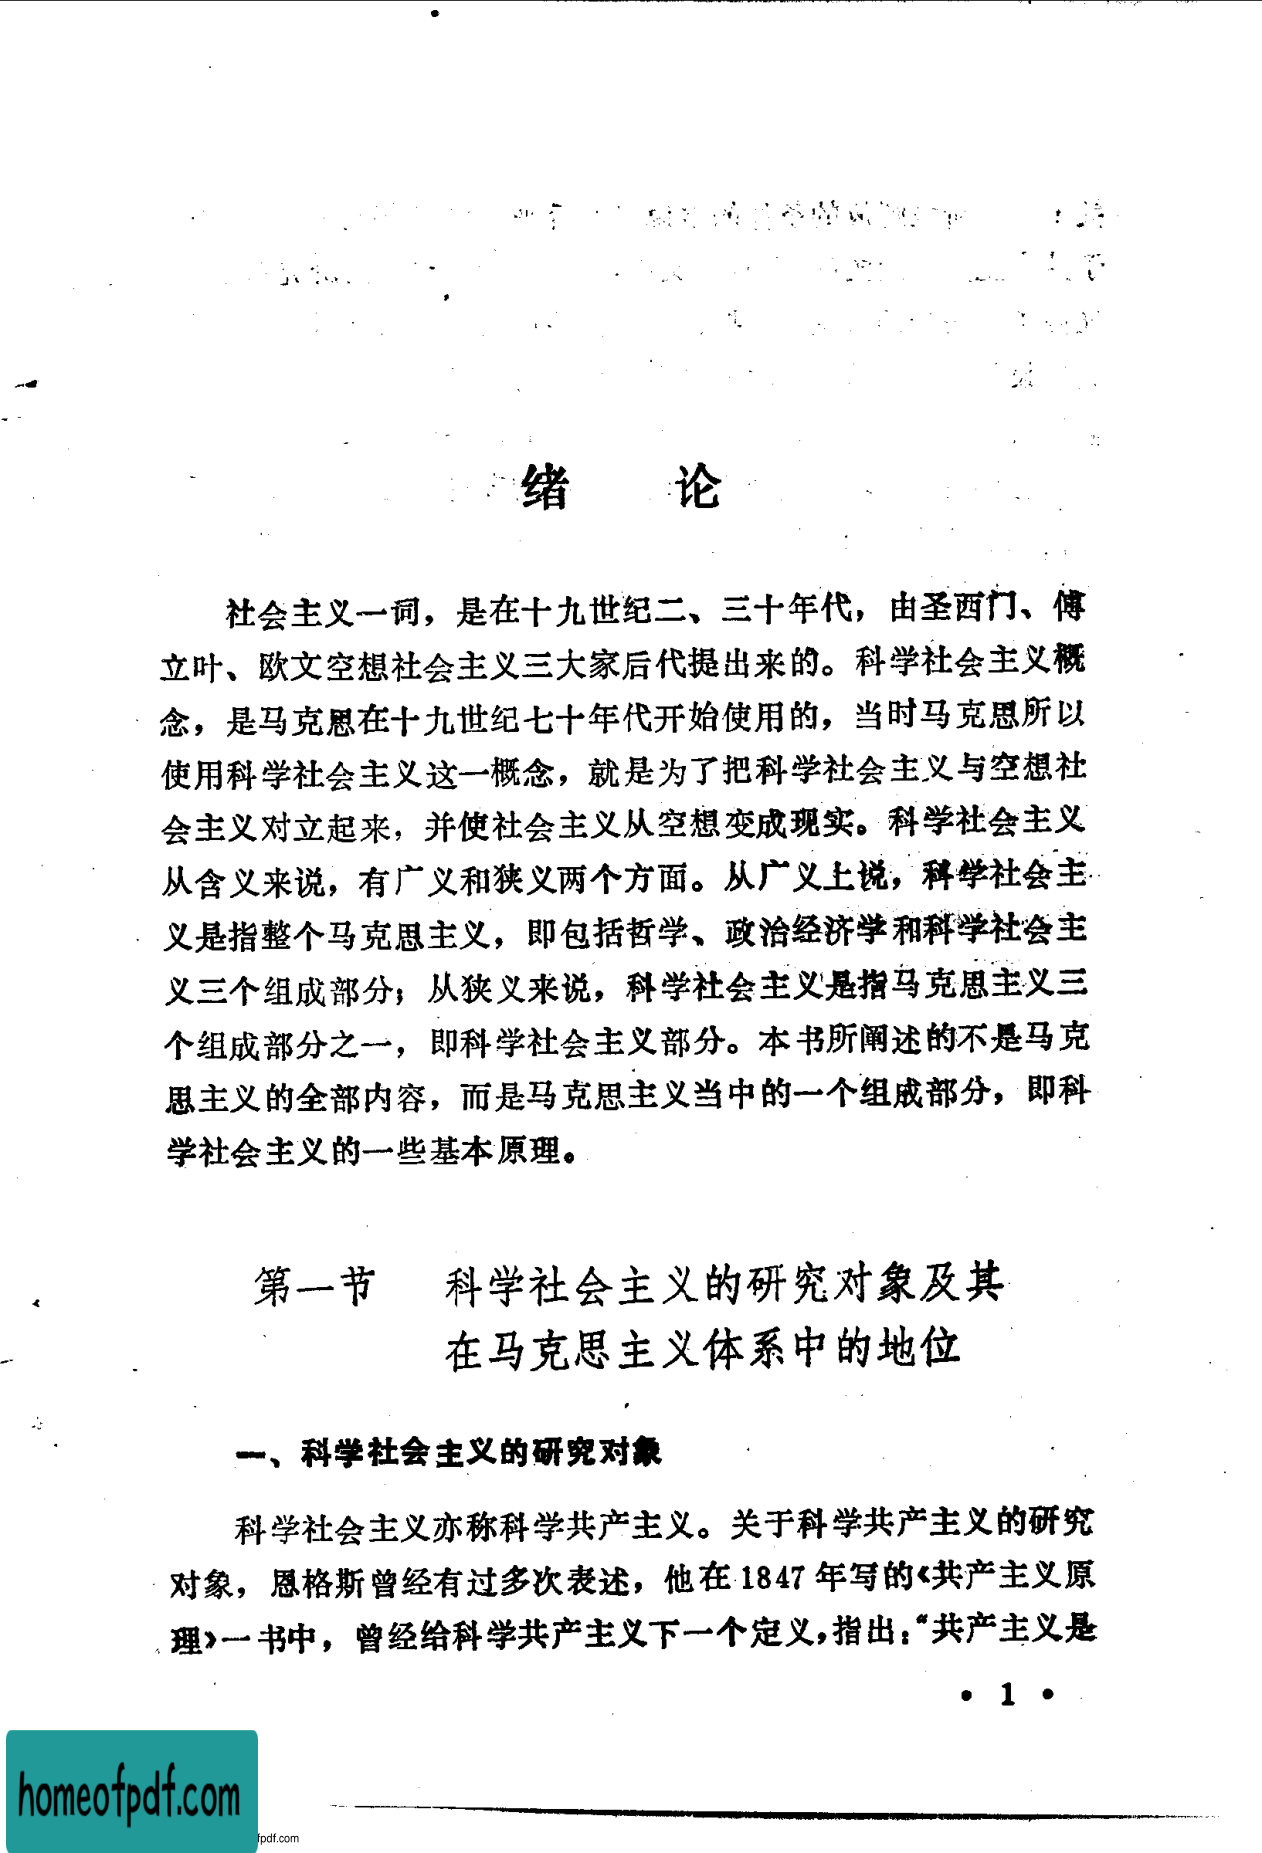 绪 论
社会主义一词，是在十九世纪二、三十年代，由圣西门、傅
立叶、欧文空想社会主义三大家后代提出来的。科学社会主义概
念，是马克思在十九世纪七十年代开始使用的，当时马克思所以
使用科学社会主义这一概念，就是为了把科学社会主义与空想社
会主义对立起来，并使社会主义从空想变成现实。科学社会主义
从含义来说，有广义和狭义两个方面。从广义上说，科学社会主
义是指整个马克思主义，即包括哲学、政治经济学和科学社会主
义三个组成部分；从狭义来说，科学社会主义是指马克思主义三
个组成部分之一，即科学社会主义部分。本书所阐述的不是马克
思主义的全部内容，而是马克思主义当中的一个组成部分，即科
学社会主义的一些基本原理。
第一节 科学社会主义的研究对象及其
在马克思主义体系中的地位
一、科学社会主义的研究对象
科学社会主义亦称科学共产主义。关于科学共产主义的研究
对象，恩格斯曾经有过多次表述，他在1847年写的《共产主义原
理》一书中，曾经给科学共产主义下一个定义，指出：“共产主义是
• 1 •
homeofpdf.com
fpdf.com